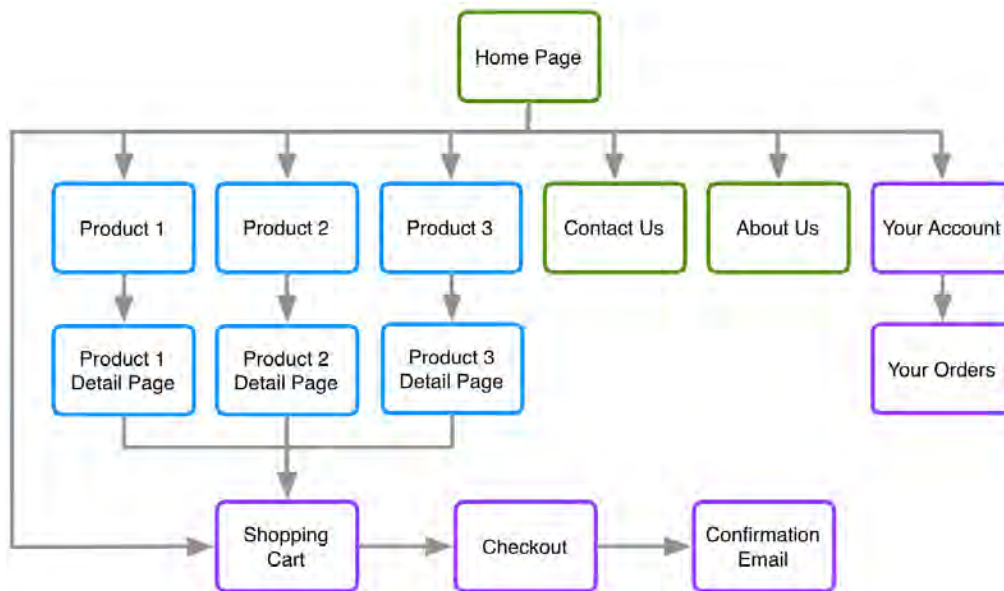 Home Page
Product 1
Product 2
Product 3
Contact Us
About Us
Your Account
Product 1
Detail Page
Product 2
Detail Page
Product 3
Detail Page
Your Orders
Shopping
Cart
Checkout
Confirmation
Email